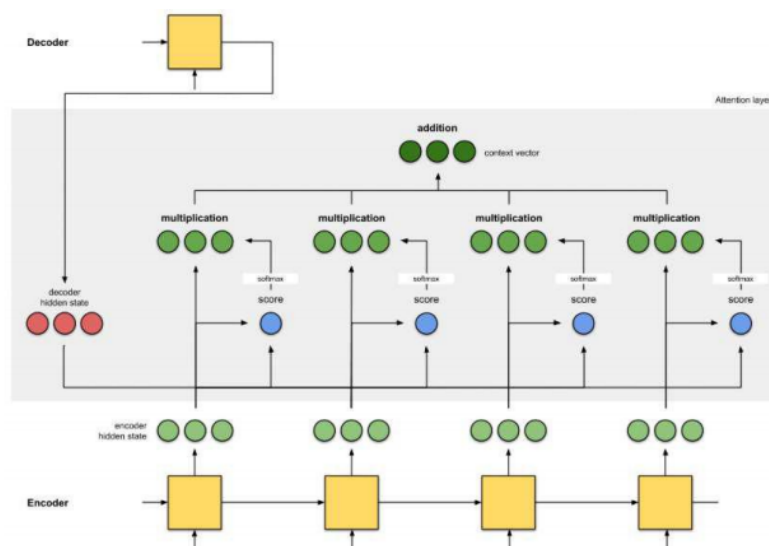 Decoder
Attention laye
addition
context vector
multiplication
multiplication
multiplication
multiplication
softmax
softmax
softmax
softmax
decoder
hidden state
score
score
score
score
encoder
hidden state
Encoder